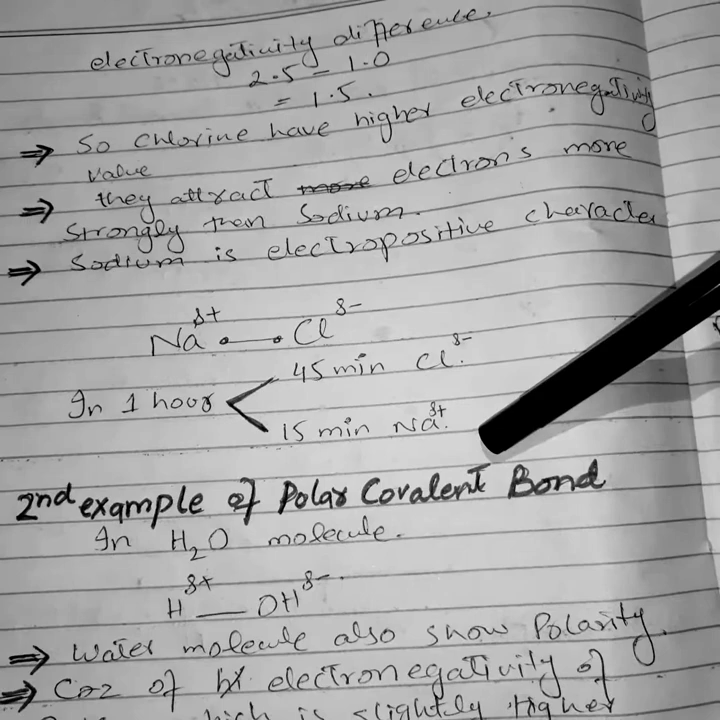 electronegativity difference.
2.5 - 1.0
= 1.5.
⇒ So chlorine have higher electronegativity
value
⇒ they attract more electron's more
strongly than Sodium.
⇒ Sodium is electropositive character
Na δ+ •—• Cl δ-
45 min Cl δ-.
In 1 hour <
15 min Na δ+.
2nd example of Polar Covalent Bond
In H₂O molecule.
H δ+ — OH δ-.
⇒ Water molecule also show Polarity.
⇒ Coz of electronegativity of
which is slightly higher